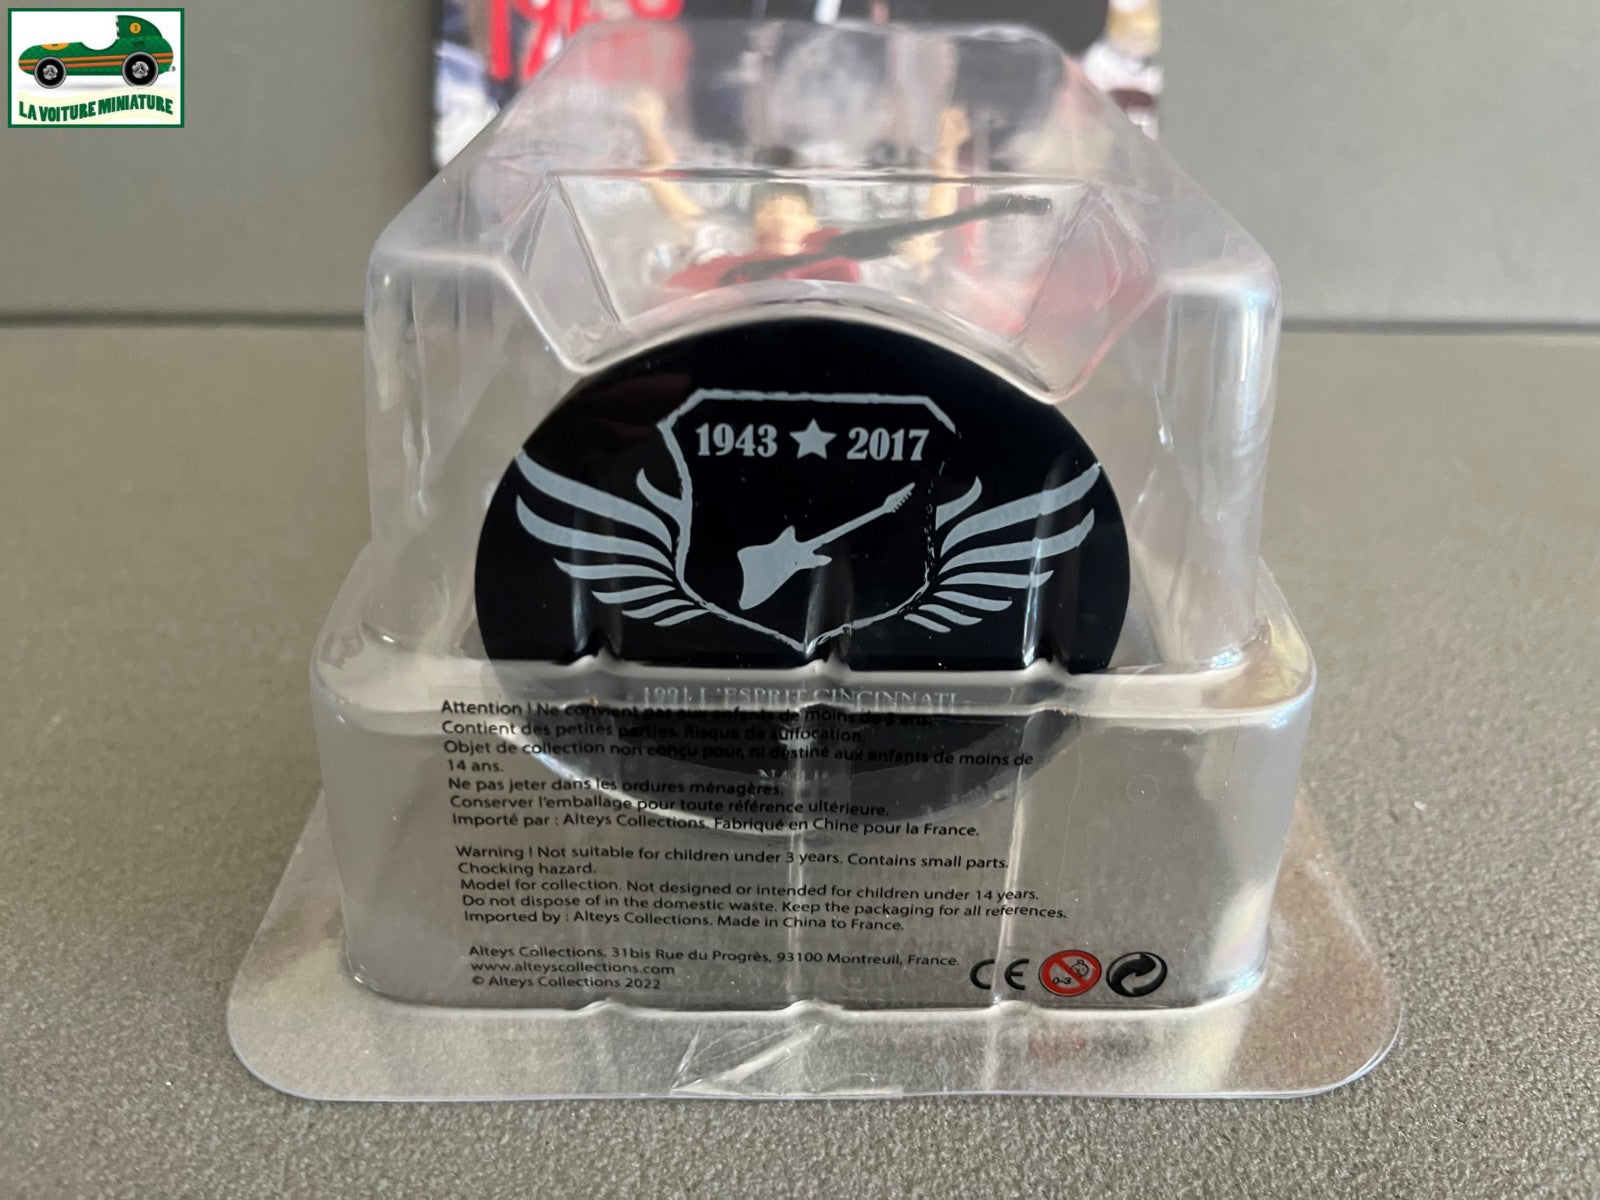 LA VOITURE MINIATURE
1943 ★ 2017
1991 L'ESPRIT CINCINNATI
Attention ! Ne convient pas aux enfants de moins de 3 ans.
Contient des petites parties. Risque de suffocation.
Objet de collection non conçu pour, ni destiné aux enfants de moins de
14 ans.
Ne pas jeter dans les ordures ménagères.
Conserver l'emballage pour toute référence ultérieure.
Importé par : Alteys Collections. Fabriqué en Chine pour la France.
Warning ! Not suitable for children under 3 years. Contains small parts.
Chocking hazard.
Model for collection. Not designed or intended for children under 14 years.
Do not dispose of in the domestic waste. Keep the packaging for all references.
Imported by : Alteys Collections. Made in China to France.
Alteys Collections, 31bis Rue du Progrès, 93100 Montreuil, France.
www.alteyscollections.com
© Alteys Collections 2022
CE
0-3